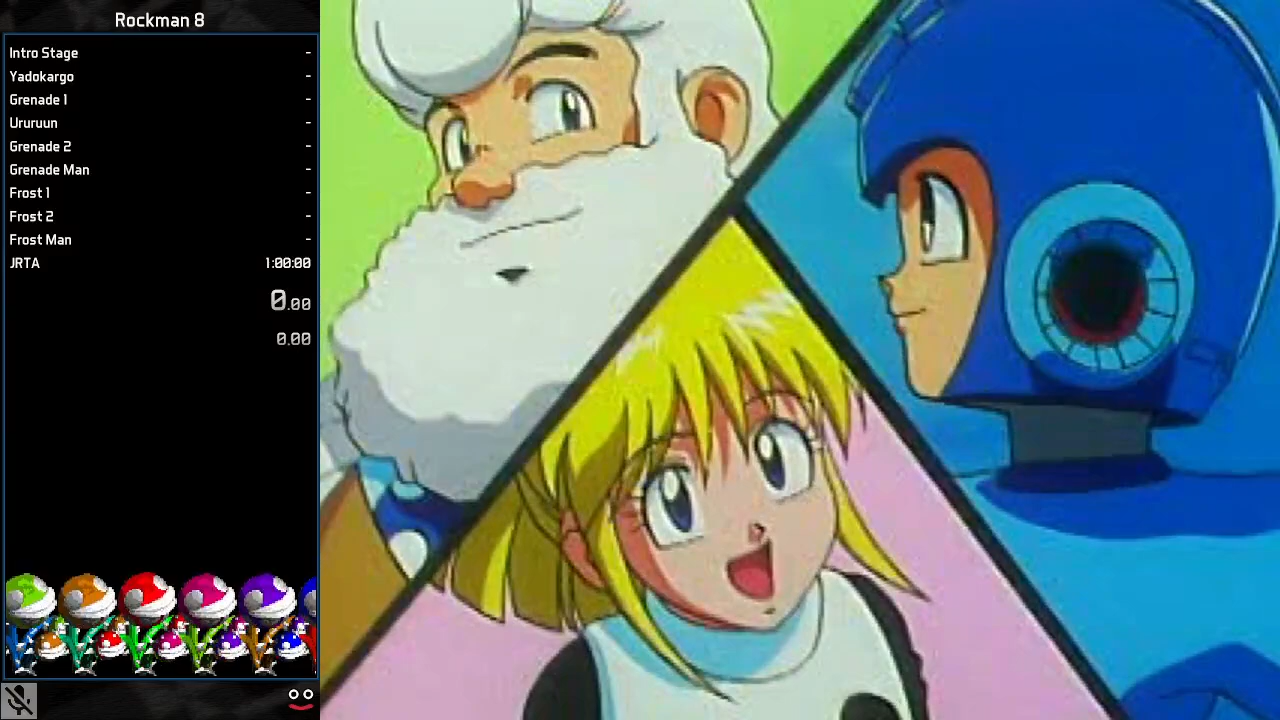 Rockman 8
Intro Stage -
Yadokargo -
Grenade 1 -
Ururuun -
Grenade 2 -
Grenade Man -
Frost 1 -
Frost 2 -
Frost Man -
JRTA 1:00:00
0.00
0.00